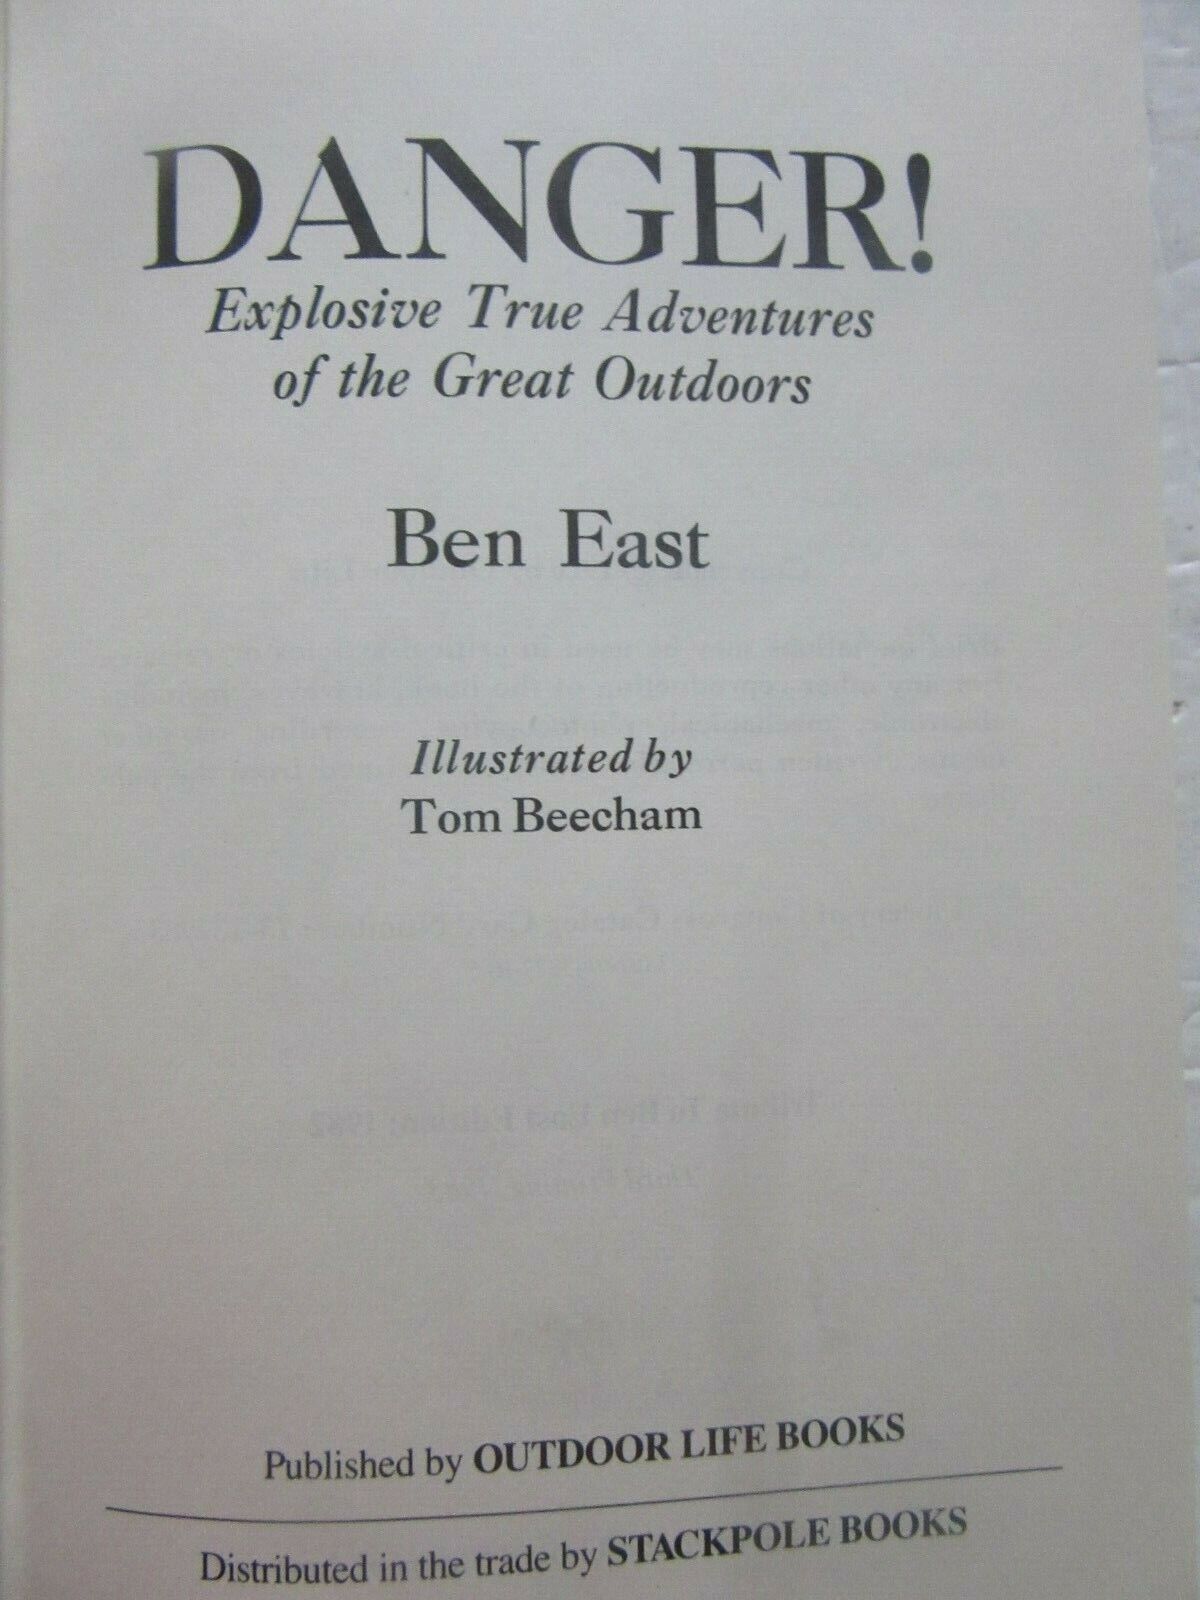 DANGER!
Explosive True Adventures
of the Great Outdoors
Ben East
Illustrated by
Tom Beecham
Published by OUTDOOR LIFE BOOKS
Distributed in the trade by STACKPOLE BOOKS